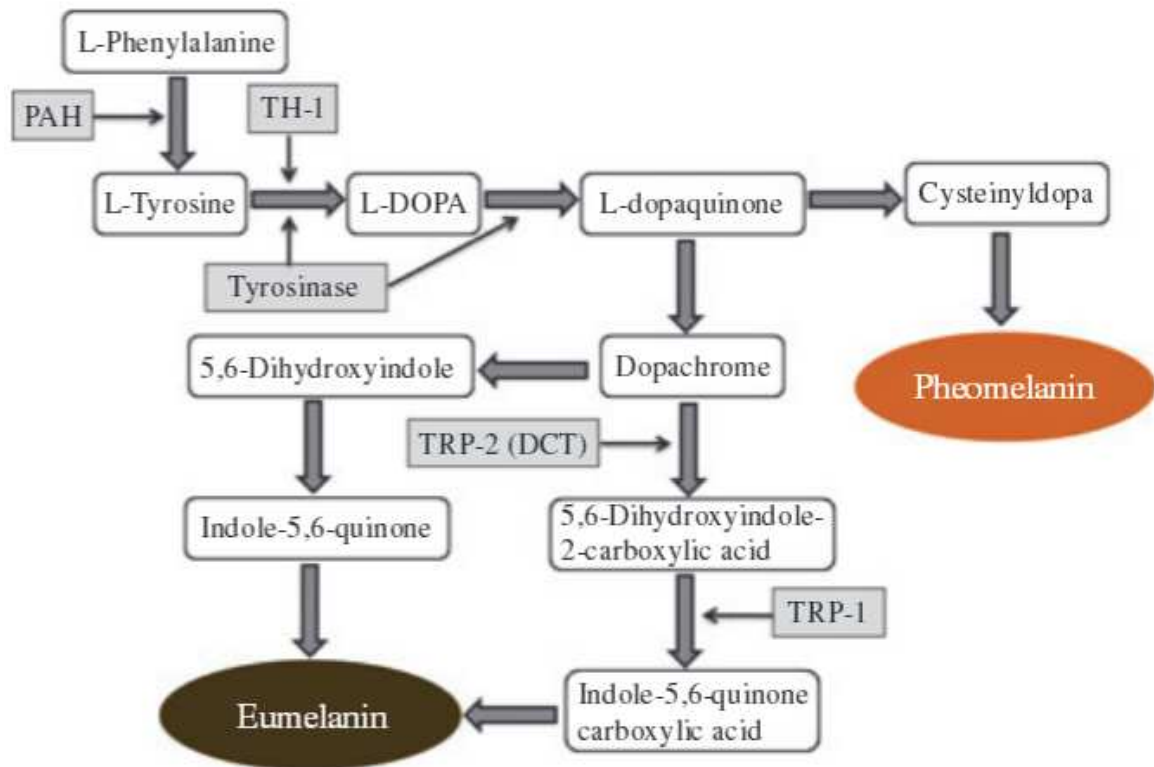 L-Phenylalanine
PAH
TH-1
L-Tyrosine
L-DOPA
L-dopaquinone
Cysteinyldopa
Tyrosinase
5,6-Dihydroxyindole
Dopachrome
Pheomelanin
TRP-2 (DCT)
Indole-5,6-quinone
5,6-Dihydroxyindole-
2-carboxylic acid
TRP-1
Eumelanin
Indole-5,6-quinone
carboxylic acid